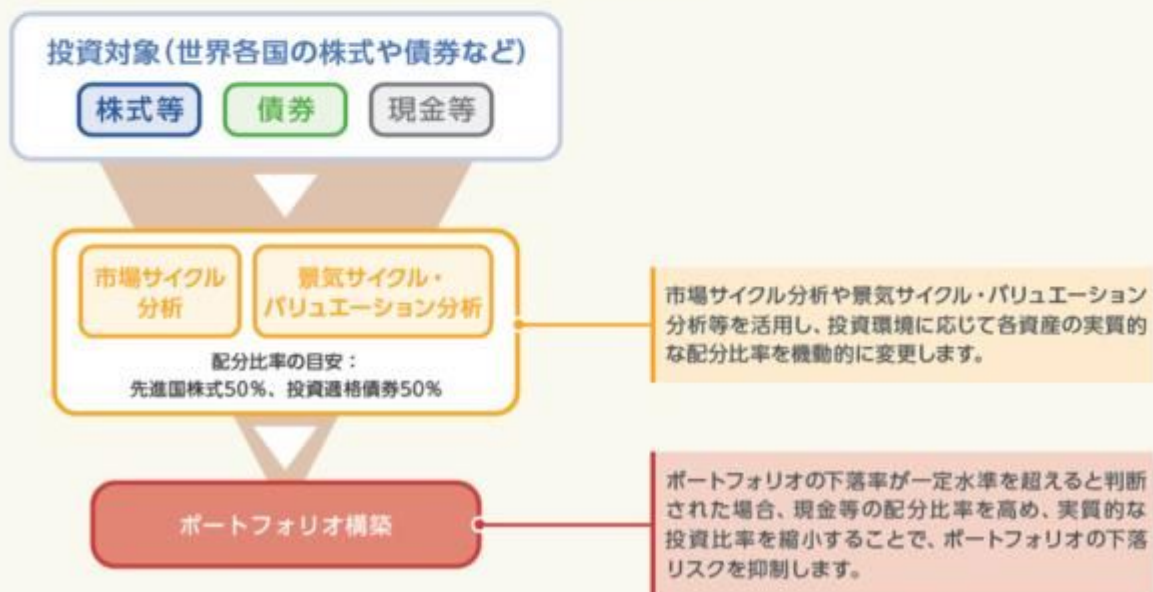 投資対象(世界各国の株式や債券など)
株式等
債券
現金等
市場サイクル
分析
景気サイクル・
バリュエーション分析
配分比率の目安：
先進国株式50%、投資適格債券50%
市場サイクル分析や景気サイクル・バリュエーション
分析等を活用し、投資環境に応じて各資産の実質的
な配分比率を機動的に変更します。
ポートフォリオ構築
ポートフォリオの下落率が一定水準を超えると判断
された場合、現金等の配分比率を高め、実質的な
投資比率を縮小することで、ポートフォリオの下落
リスクを抑制します。